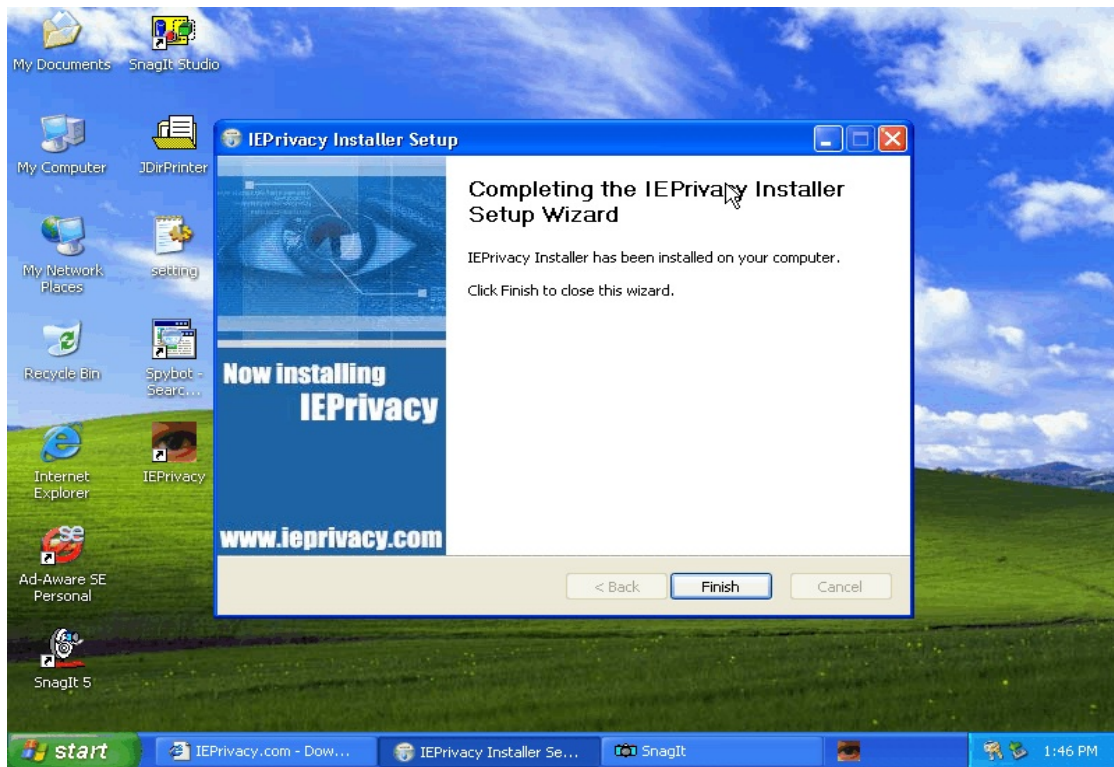 My Documents
SnagIt Studio
My Computer
JDirPrinter
My Network
Places
setting
Recycle Bin
Spybot -
Searc...
Internet
Explorer
IEPrivacy
Ad-Aware SE
Personal
SnagIt 5
IEPrivacy Installer Setup
Completing the IEPrivacy Installer
Setup Wizard
IEPrivacy Installer has been installed on your computer.
Click Finish to close this wizard.
Now installing
IEPrivacy
www.ieprivacy.com
< Back
Finish
Cancel
start
IEPrivacy.com - Dow...
IEPrivacy Installer Se...
SnagIt
1:46 PM